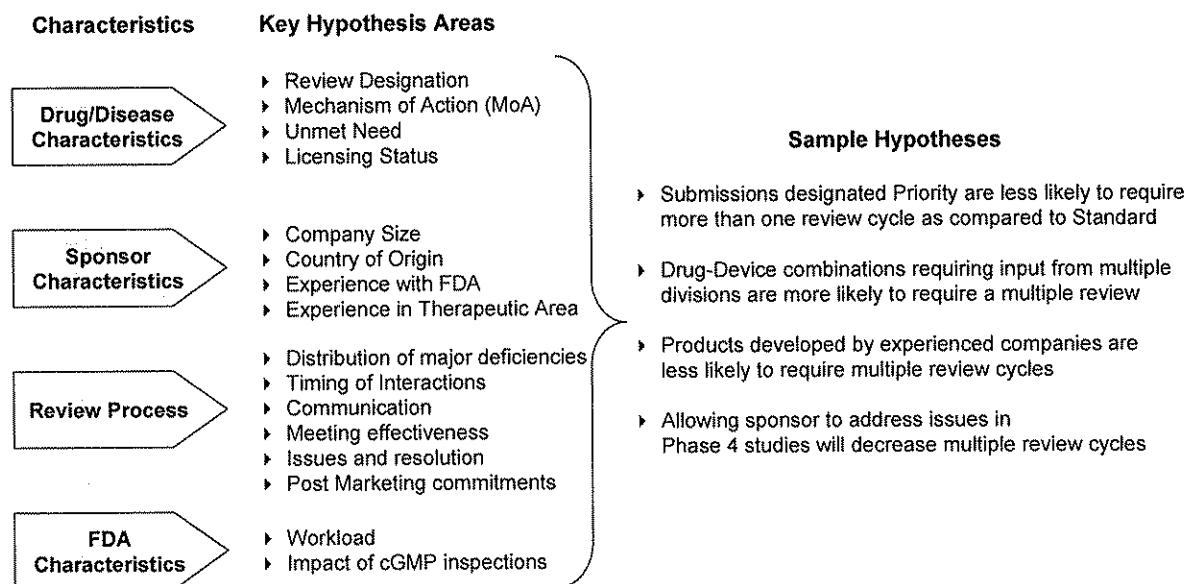 Characteristics
Key Hypothesis Areas
Drug/Disease
Characteristics
Review Designation
Mechanism of Action (MoA)
Unmet Need
Licensing Status
Sponsor
Characteristics
Company Size
Country of Origin
Experience with FDA
Experience in Therapeutic Area
Review Process
Distribution of major deficiencies
Timing of Interactions
Communication
Meeting effectiveness
Issues and resolution
Post Marketing commitments
FDA
Characteristics
Workload
Impact of cGMP inspections
Sample Hypotheses
Submissions designated Priority are less likely to require
more than one review cycle as compared to Standard
Drug-Device combinations requiring input from multiple
divisions are more likely to require a multiple review
Products developed by experienced companies are
less likely to require multiple review cycles
Allowing sponsor to address issues in
Phase 4 studies will decrease multiple review cycles